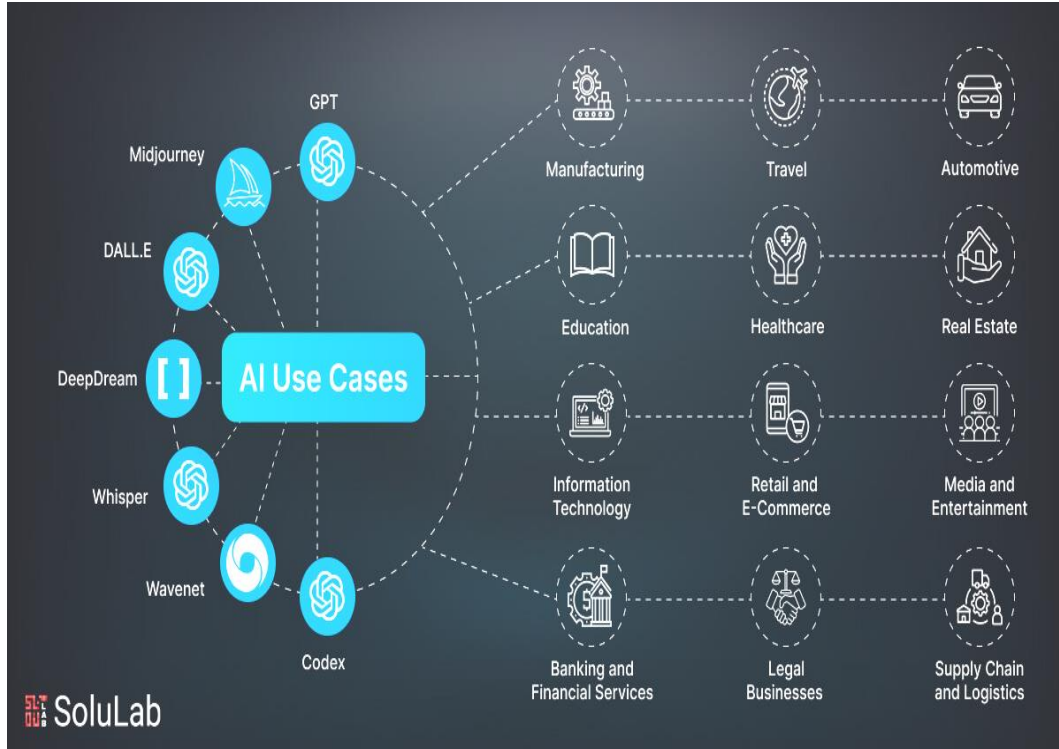 GPT
Midjourney
DALL.E
DeepDream
Whisper
Wavenet
Codex
AI Use Cases
Manufacturing
Travel
Automotive
Education
Healthcare
Real Estate
Information
Technology
Retail and
E-Commerce
Media and
Entertainment
Banking and
Financial Services
Legal
Businesses
Supply Chain
and Logistics
SoluLab